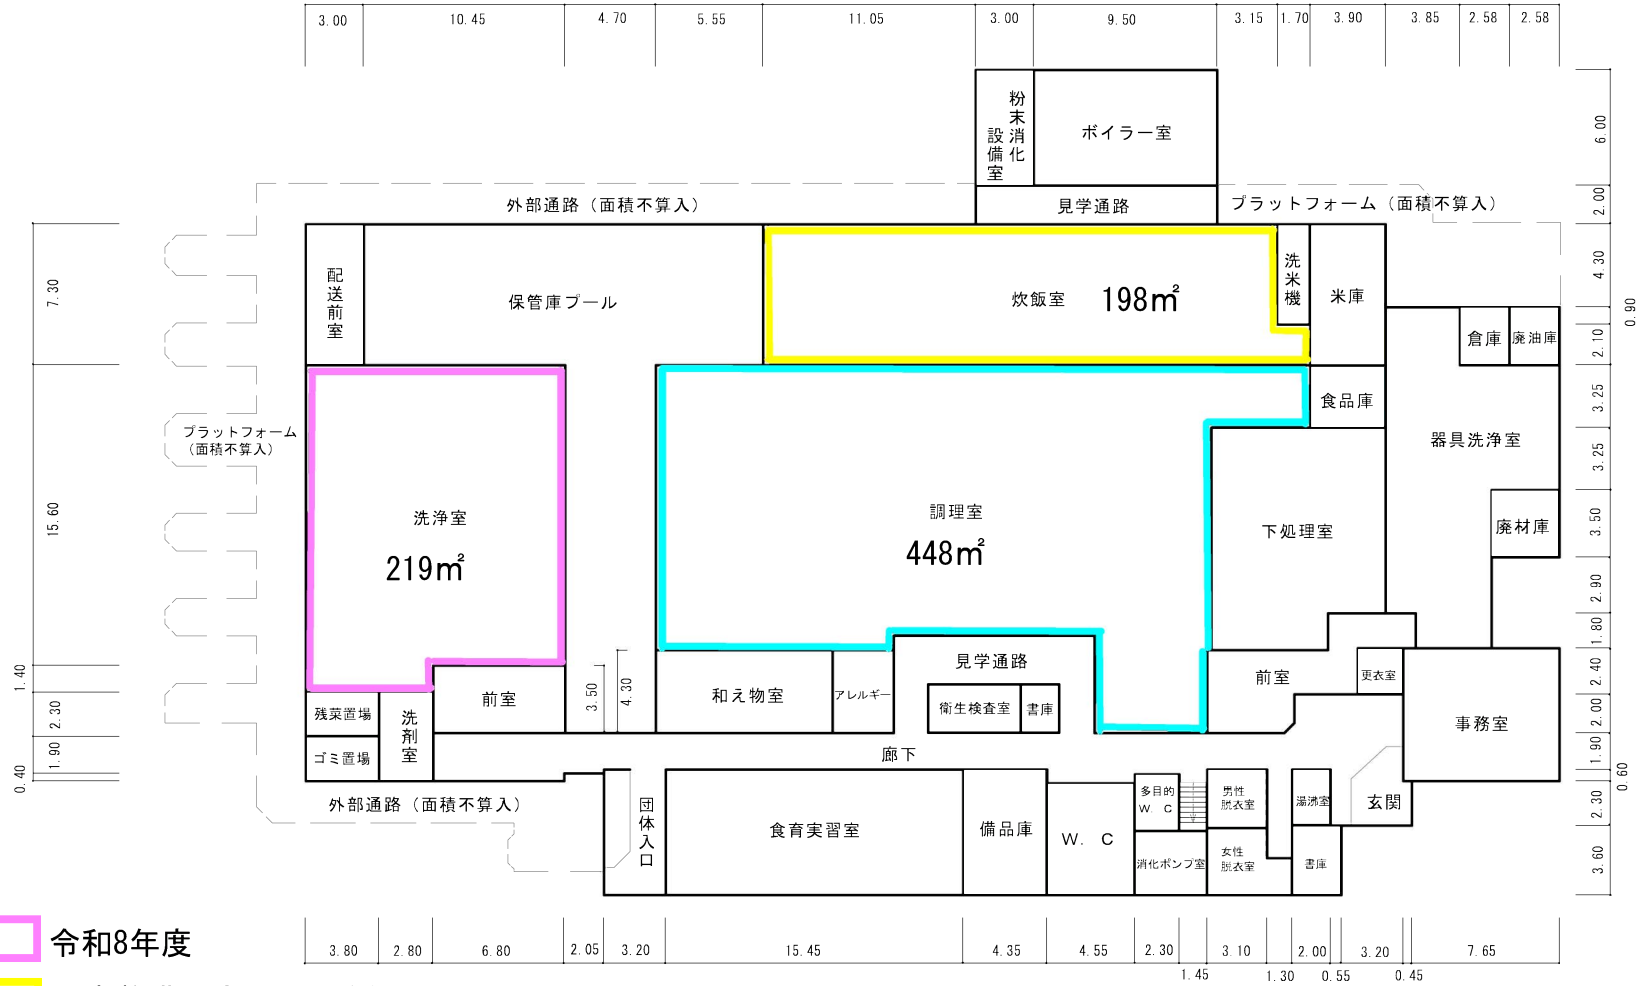 3.00 10.45 4.70 5.55 11.05 3.00 9.50 3.15 1.70 3.90 3.85 2.58 2.58
粉末消化
設備室
ボイラー室
6.00
外部通路（面積不算入）
見学通路
プラットフォーム（面積不算入）
2.00
配送前室
保管庫プール
炊飯室 198㎡
洗米機
米庫
7.30
4.30
0.90
倉庫
廃油庫
2.10
食品庫
3.25
プラットフォーム
（面積不算入）
器具洗浄室
3.25
15.60
洗浄室
219㎡
調理室
448㎡
下処理室
廃材庫
3.50
2.90
1.80
1.40
前室
3.50
4.30
和え物室
アレルギー
見学通路
衛生検査室
書庫
前室
更衣室
2.40
残菜置場
洗剤室
2.30
事務室
2.00
ゴミ置場
1.90
廊下
1.90
0.40
0.60
外部通路（面積不算入）
団体入口
食育実習室
備品庫
W. C
多目的
W. C
消化ポンプ室
男性
脱衣室
女性
脱衣室
湯沸室
書庫
玄関
2.30
3.60
3.80 2.80 6.80 2.05 3.20 15.45 4.35 4.55 2.30 1.45 3.10 1.30 2.00 0.55 3.20 0.45 7.65
令和8年度